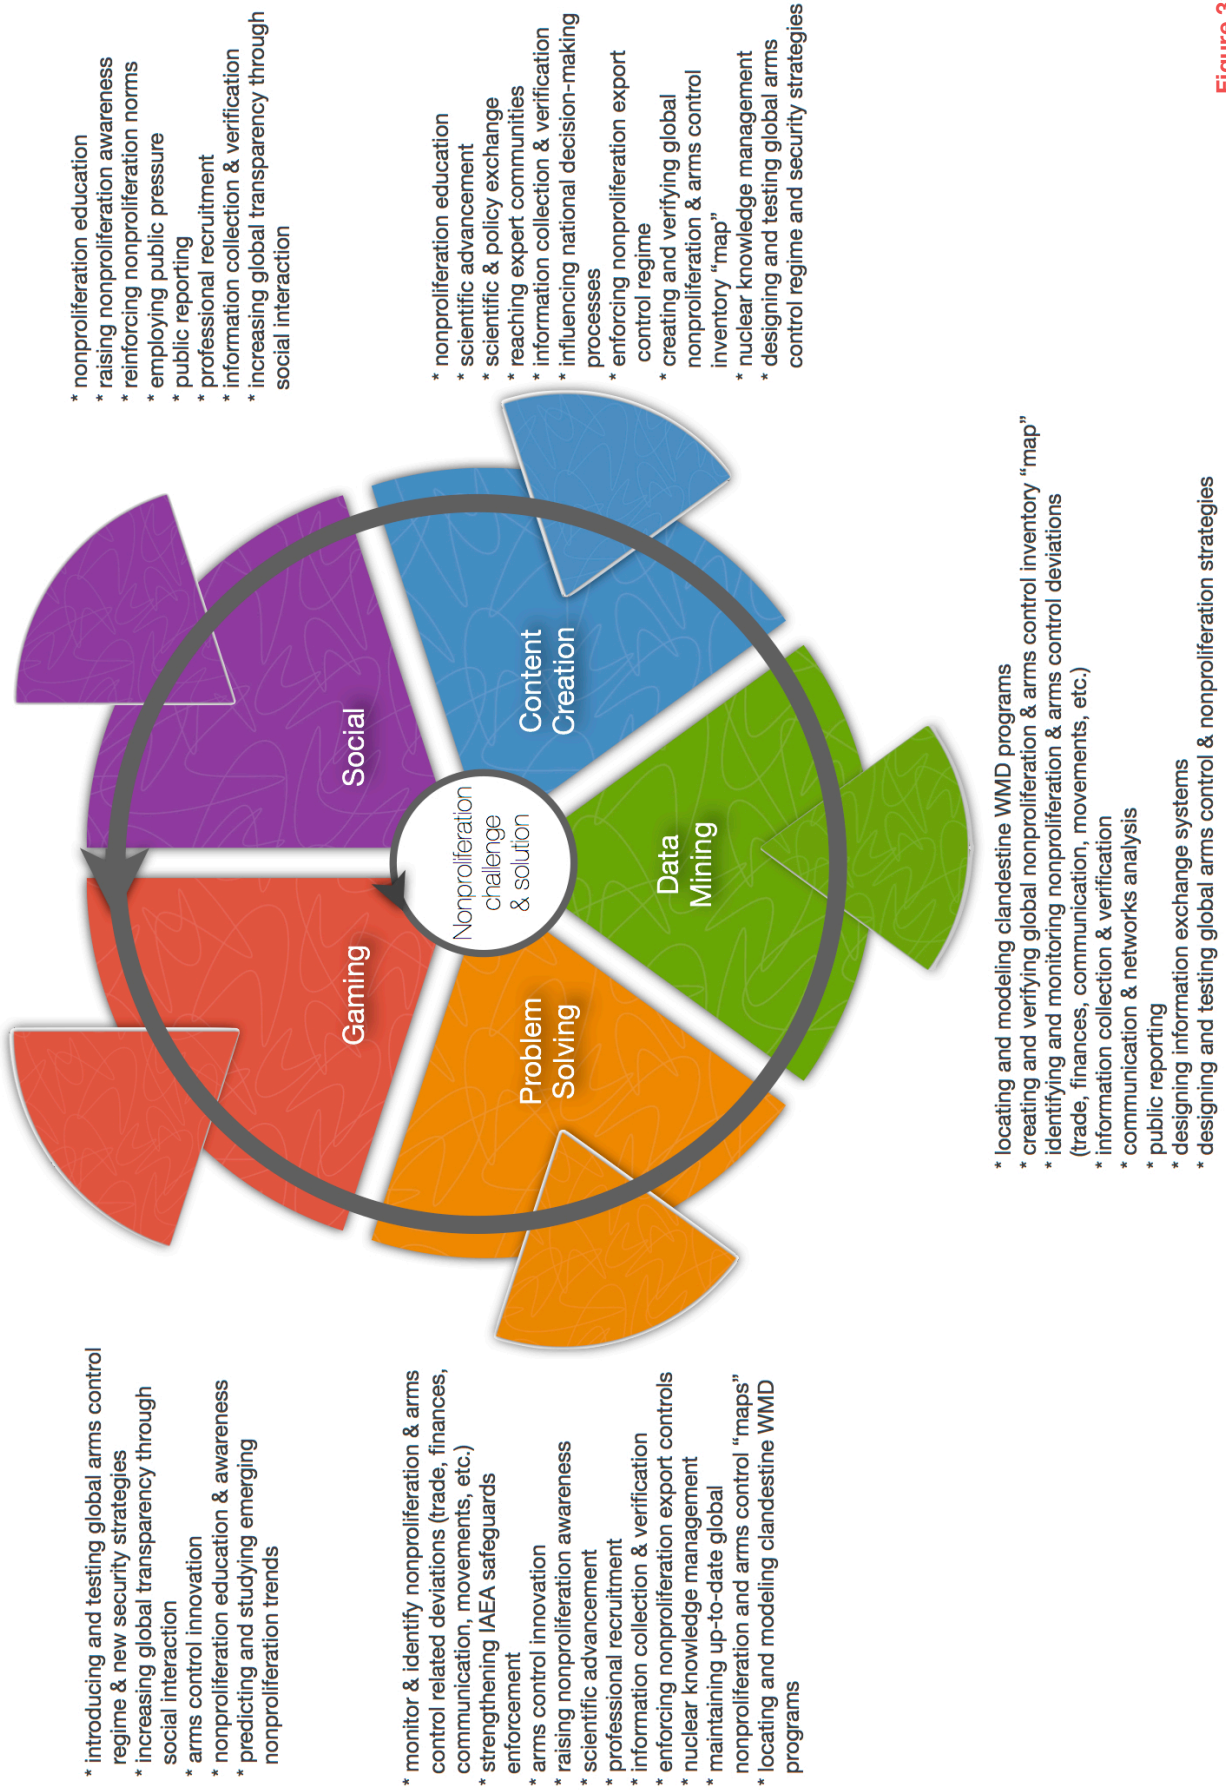 * introducing and testing global arms control
regime & new security strategies
* increasing global transparency through
social interaction
* arms control innovation
* nonproliferation education & awareness
* predicting and studying emerging
nonproliferation trends
* monitor & identify nonproliferation & arms
control related deviations (trade, finances,
communication, movements, etc.)
* strengthening IAEA safeguards
enforcement
* arms control innovation
* raising nonproliferation awareness
* scientific advancement
* professional recruitment
* information collection & verification
* enforcing nonproliferation export controls
* nuclear knowledge management
* maintaining up-to-date global
nonproliferation and arms control “maps”
* locating and modeling clandestine WMD
programs
Gaming
Social
Problem
Solving
Nonproliferation
challenge
& solution
Content
Creation
Data
Mining
* nonproliferation education
* raising nonproliferation awareness
* reinforcing nonproliferation norms
* employing public pressure
* public reporting
* professional recruitment
* information collection & verification
* increasing global transparency through
social interaction
* nonproliferation education
* scientific advancement
* scientific & policy exchange
* reaching expert communities
* information collection & verification
* influencing national decision-making
processes
* enforcing nonproliferation export
control regime
* creating and verifying global
nonproliferation & arms control
inventory “map”
* nuclear knowledge management
* designing and testing global arms
control regime and security strategies
* locating and modeling clandestine WMD programs
* creating and verifying global nonproliferation & arms control inventory “map”
* identifying and monitoring nonproliferation & arms control deviations
(trade, finances, communication, movements, etc.)
* information collection & verification
* communication & networks analysis
* public reporting
* designing information exchange systems
* designing and testing global arms control & nonproliferation strategies
Figure 3